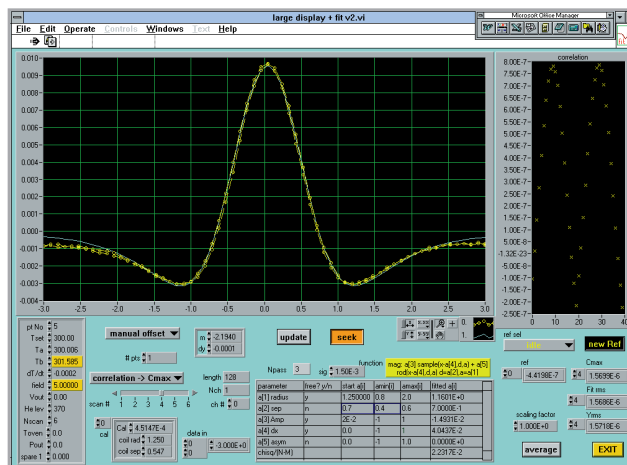 large display + fit v2.vi
Microsoft Office Manager
File Edit Operate Controls Windows Text Help
correlation
0.010
0.009
0.008
0.007
0.006
0.005
0.004
0.003
0.002
0.001
0.000
-0.001
-0.002
-0.003
-0.004
-3.0 -2.5 -2.0 -1.5 -1.0 -0.5 0.0 0.5 1.0 1.5 2.0 2.5 3.0
8.00E-7
7.50E-7
7.00E-7
6.50E-7
6.00E-7
5.50E-7
5.00E-7
4.50E-7
4.00E-7
3.50E-7
3.00E-7
2.50E-7
2.00E-7
1.50E-7
1.00E-7
5.00E-8
-1.32E-23
-5.00E-8
-1.00E-7
-1.50E-7
-2.00E-7
-2.50E-7
0 10 20 30 40
pt No 5
Tset 300.00
Ta 300.006
Tb 301.585
dT/dt -0.0002
field 5.00000
Vout 0.00
He lev 370
Nscan 6
Toven 0.0
Pout 0.0
spare 1 0.000
manual offset
# pts 1
m -2.1940
dy -0.0001
update
seek
correlation -> Cmax
length 128
Nch 1
scan # 1 2 3 4 5 6
ch # 0
0
cal
Cal 4.5147E-4
coil rad 1.250
coil sep 0.547
data in
0
0
-3.000E+0
Npass 3
sig 1.50E-3
function
mag: a[3] sample(x-a[4],d,a) + a[5]
rod(x-a[4],d,a) d=a[2],a=a[1]
0.
1.
parameter free? y/n start a[i] amin[i] amax[i] fitted a[i]
a[1] radius y 1.250000 0.8 2.0 1.1601E+0
a[2] sep n 0.7 0.4 0.6 7.0000E-1
a[3] Amp y 2E-2 -1 1 -1.4931E-2
a[4] dx y 0.0 -1 1 4.0437E-2
a[5] asym n 0.0 -1 1.0 0.0000E+0
chisq/(N-M) 2.2317E-2
ref sel
Idle
new Ref
ref
0 -4.4198E-7
Cmax
4 1.5699E-6
Fit rms
4 1.5686E-6
scaling factor
1.000E+0
Yrms
4 1.5718E-6
average
EXIT